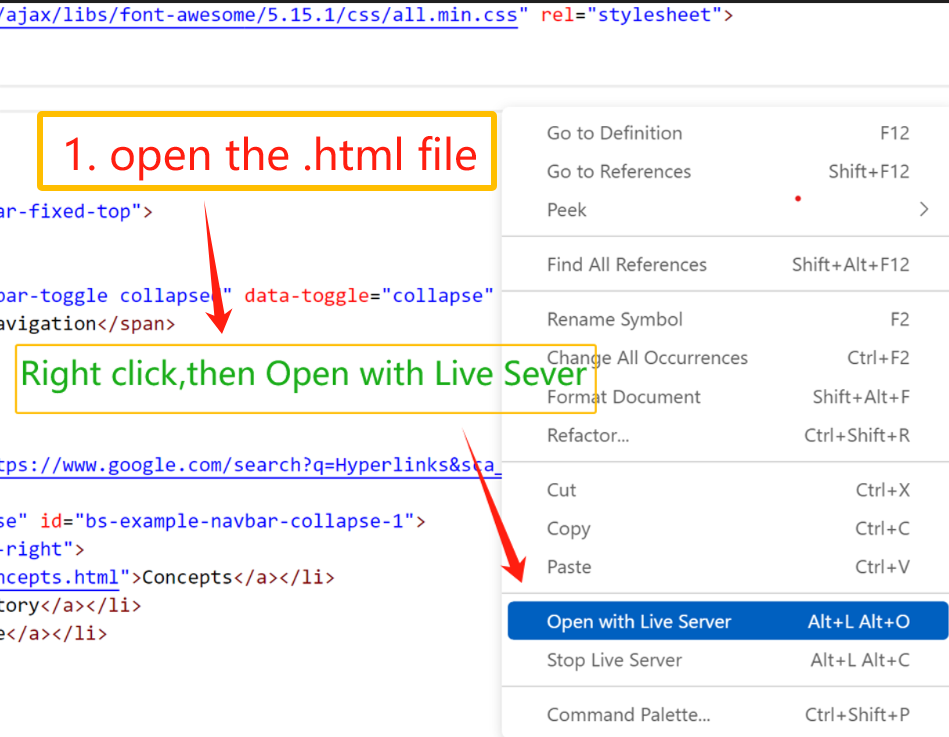 /ajax/libs/font-awesome/5.15.1/css/all.min.css" rel="stylesheet">
1. open the .html file
ar-fixed-top">
bar-toggle collapsed" data-toggle="collapse"
avigation</span>
Right click,then Open with Live Sever
tps://www.google.com/search?q=Hyperlinks&sca_
se" id="bs-example-navbar-collapse-1">
-right">
ncepts.html">Concepts</a></li>
tory</a></li>
e</a></li>
Go to Definition F12
Go to References Shift+F12
Peek
Find All References Shift+Alt+F12
Rename Symbol F2
Change All Occurrences Ctrl+F2
Format Document Shift+Alt+F
Refactor... Ctrl+Shift+R
Cut Ctrl+X
Copy Ctrl+C
Paste Ctrl+V
Open with Live Server Alt+L Alt+O
Stop Live Server Alt+L Alt+C
Command Palette... Ctrl+Shift+P